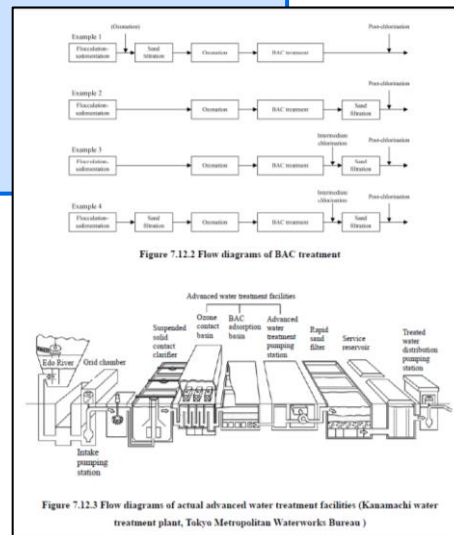 (Ozonation)
Post-chlorination
Example 1
Flocculation-
sedimentation
Sand
filtration
Ozonation
BAC treatment
Post-chlorination
Example 2
Flocculation-
sedimentation
Ozonation
BAC treatment
Sand
filtration
Intermediate
chlorination
Post-chlorination
Example 3
Flocculation-
sedimentation
Ozonation
BAC treatment
Sand
filtration
Intermediate
chlorination
Post-chlorination
Example 4
Flocculation-
sedimentation
Sand
filtration
Ozonation
BAC treatment
Sand
filtration
Figure 7.12.2 Flow diagrams of BAC treatment
Advanced water treatment facilities
Edo River
Grid chamber
Intake
pumping
station
Suspended
solid
contact
clarifier
Ozone
contact
basin
BAC
adsorption
basin
Advanced
water
treatment
pumping
station
Rapid
sand
filter
Service
reservoir
Treated
water
distribution
pumping
station
Figure 7.12.3 Flow diagrams of actual advanced water treatment facilities (Kanamachi water
treatment plant, Tokyo Metropolitan Waterworks Bureau )